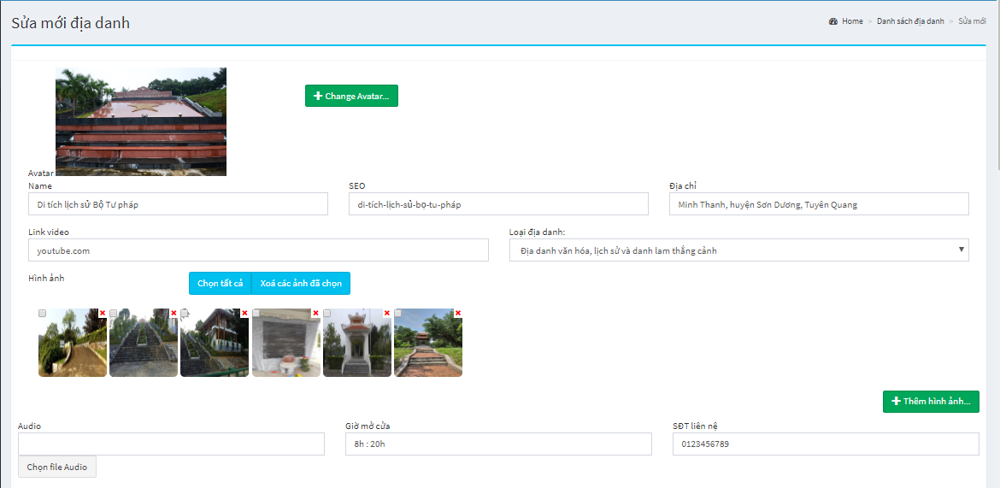 Sửa mới địa danh
Home > Danh sách địa danh > Sửa mới
Change Avatar...
Avatar
Name
SEO
Địa chỉ
Di tích lịch sử Bộ Tư pháp
di-tích-lịch-sủ-bọ-tu-pháp
Minh Thanh, huyện Sơn Dương, Tuyên Quang
Link video
Loại địa danh:
youtube.com
Địa danh văn hóa, lịch sử và danh lam thắng cảnh
Hình ảnh
Chọn tất cả
Xoá các ảnh đã chọn
Thêm hình ảnh...
Audio
Giờ mở cửa
SĐT liên nệ
8h : 20h
0123456789
Chọn file Audio